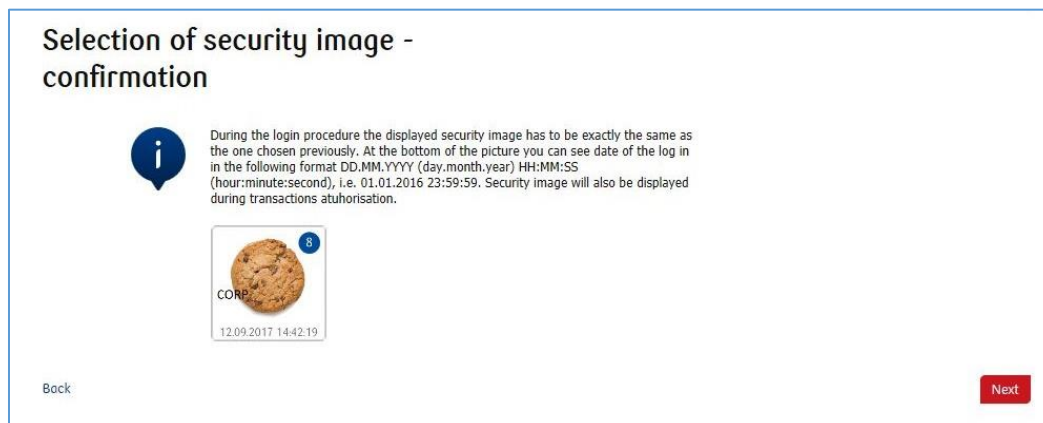 Selection of security image -
confirmation
i
During the login procedure the displayed security image has to be exactly the same as
the one chosen previously. At the bottom of the picture you can see date of the log in
in the following format DD.MM.YYYY (day.month.year) HH:MM:SS
(hour:minute:second), i.e. 01.01.2016 23:59:59. Security image will also be displayed
during transactions atuhorisation.
8
CORP
12.09.2017 14:42:19
Back
Next